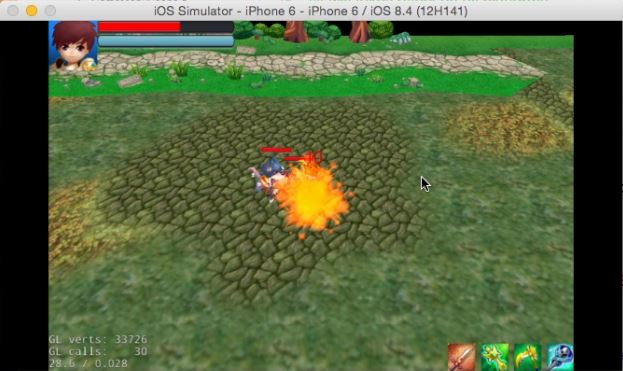 iOS Simulator - iPhone 6 - iPhone 6 / iOS 8.4 (12H141)
GL verts: 33726
GL calls: 30
28.6 / 0.028